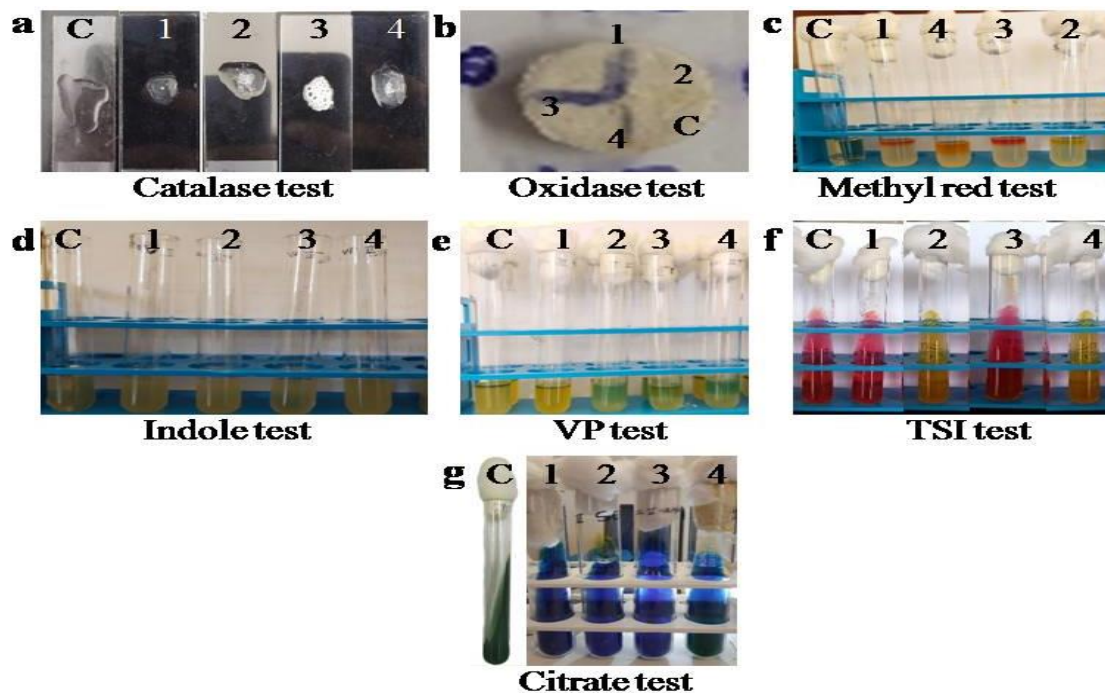 a C 1 2 3 4
Catalase test
b 1 2 3 4 C
Oxidase test
c C 1 4 3 2
Methyl red test
d C 1 2 3 4
Indole test
e C 1 2 3 4
VP test
f C 1 2 3 4
TSI test
g C 1 2 3 4
Citrate test